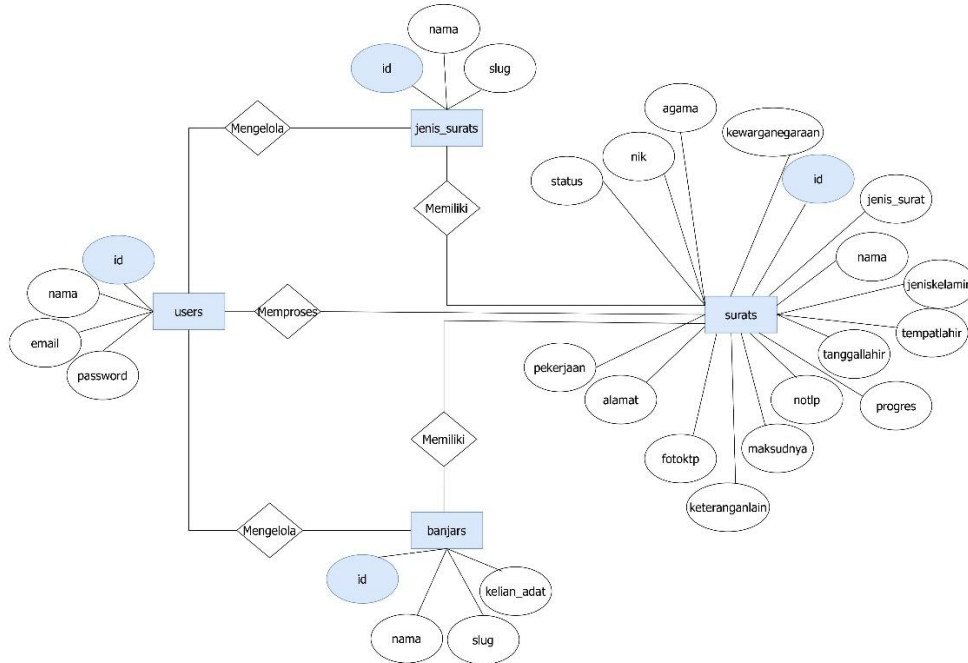 nama
id
slug
agama
Mengelola
jenis_surats
kewarganegaraan
nik
id
status
Memiliki
jenis_surat
id
nama
nama
jeniskelamin
users
Memproses
surats
tempatlahir
email
tanggallahir
pekerjaan
password
alamat
notlp
progres
Memiliki
maksudnya
fotoktp
keteranganlain
Mengelola
banjars
id
kelian_adat
nama
slug